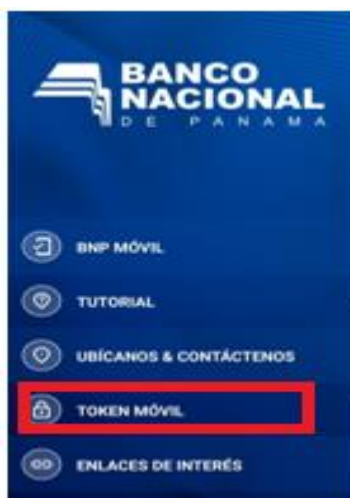 BANCO
NACIONAL
DE PANAMA
BNP MÓVIL
TUTORIAL
UBÍCANOS & CONTÁCTENOS
TOKEN MÓVIL
ENLACES DE INTERÉS